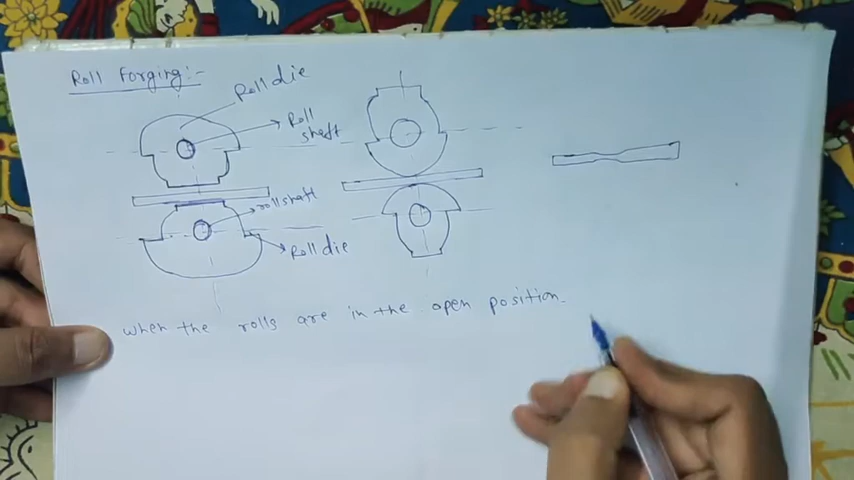 Roll Forging:-
Roll die
Roll
shaft
roll shaft
Roll die
when the rolls are in the open position